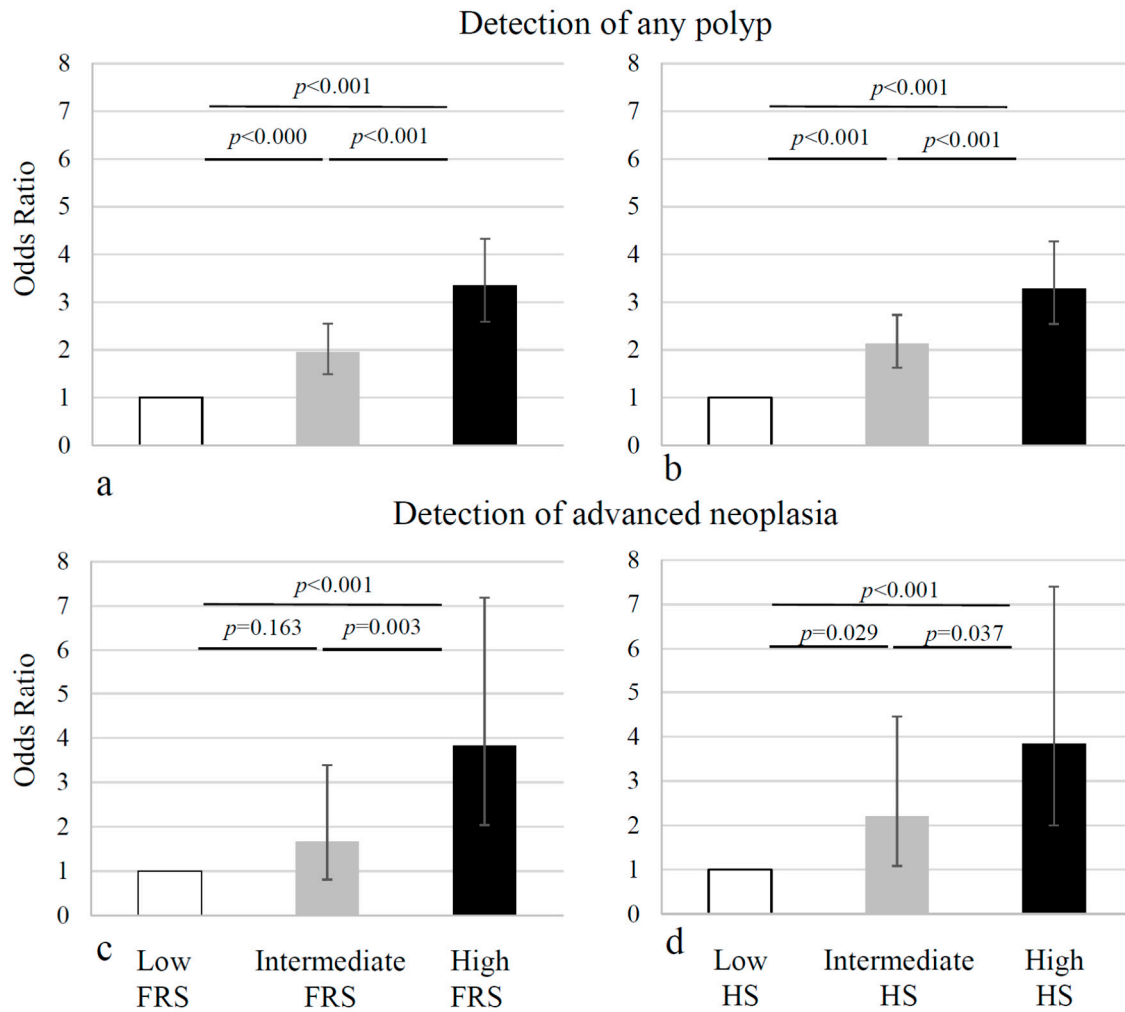 Detection of any polyp
Odds Ratio
8
7
6
5
4
3
2
1
0
p<0.001
p<0.000 p<0.001
a
8
7
6
5
4
3
2
1
0
p<0.001
p<0.001 p<0.001
b
Detection of advanced neoplasia
Odds Ratio
8
7
6
5
4
3
2
1
0
p<0.001
p=0.163 p=0.003
c
Low Intermediate High
FRS FRS FRS
8
7
6
5
4
3
2
1
0
p<0.001
p=0.029 p=0.037
d
Low Intermediate High
HS HS HS